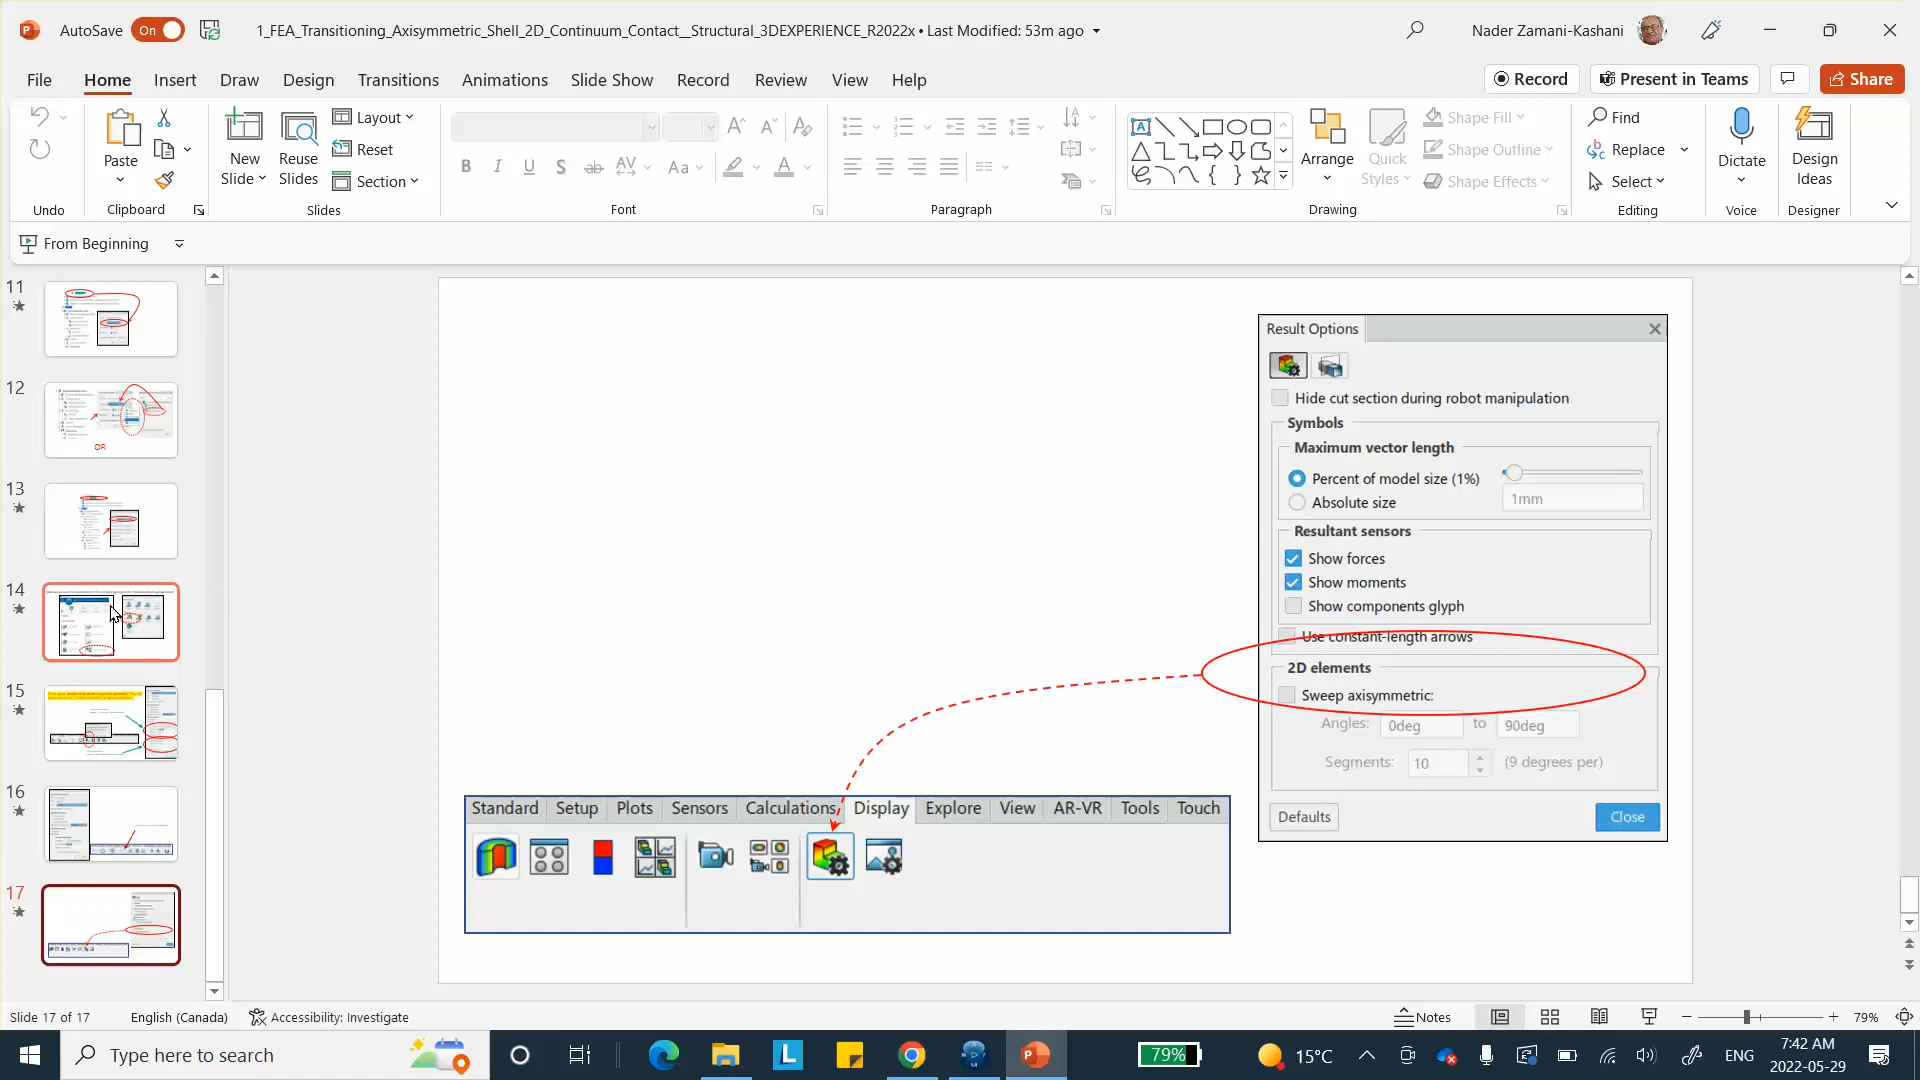 AutoSave On 1_FEA_Transitioning_Axisymmetric_Shell_2D_Continuum_Contact__Structural_3DEXPERIENCE_R2022x • Last Modified: 53m ago Nader Zamani-Kashani
File Home Insert Draw Design Transitions Animations Slide Show Record Review View Help Record Present in Teams Share
Paste
New Slide
Reuse Slides
Layout
Reset
Section
B I U S ab AV Aa A
Arrange
Quick Styles
Shape Fill
Shape Outline
Shape Effects
Find
Replace
Select
Dictate
Design Ideas
Undo Clipboard Slides Font Paragraph Drawing Editing Voice Designer
From Beginning
11
12
OR
13
14
15
16
17
Result Options
Hide cut section during robot manipulation
Symbols
Maximum vector length
Percent of model size (1%)
Absolute size 1mm
Resultant sensors
Show forces
Show moments
Show components glyph
Use constant-length arrows
2D elements
Sweep axisymmetric:
Angles: 0deg to 90deg
Segments: 10 (9 degrees per)
Defaults Close
Standard Setup Plots Sensors Calculations Display Explore View AR-VR Tools Touch
Slide 17 of 17 English (Canada) Accessibility: Investigate Notes 79%
Type here to search 79% 15°C ENG 7:42 AM
2022-05-29